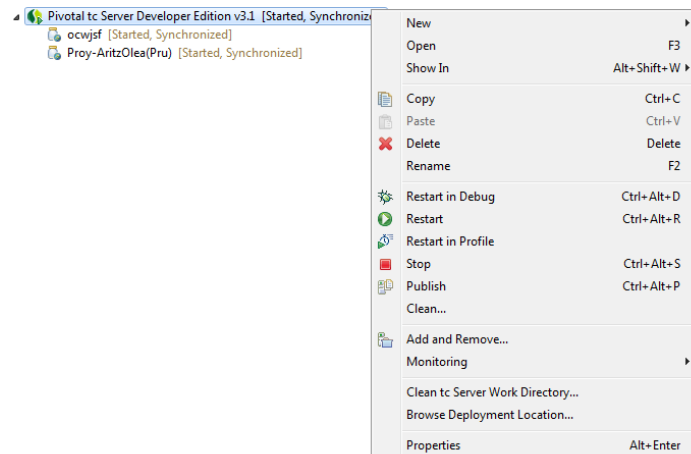 Pivotal tc Server Developer Edition v3.1 [Started, Synchronize
ocwjsf [Started, Synchronized]
Proy-AritzOlea(Pru) [Started, Synchronized]
New
Open F3
Show In Alt+Shift+W
Copy Ctrl+C
Paste Ctrl+V
Delete Delete
Rename F2
Restart in Debug Ctrl+Alt+D
Restart Ctrl+Alt+R
Restart in Profile
Stop Ctrl+Alt+S
Publish Ctrl+Alt+P
Clean...
Add and Remove...
Monitoring
Clean tc Server Work Directory...
Browse Deployment Location...
Properties Alt+Enter